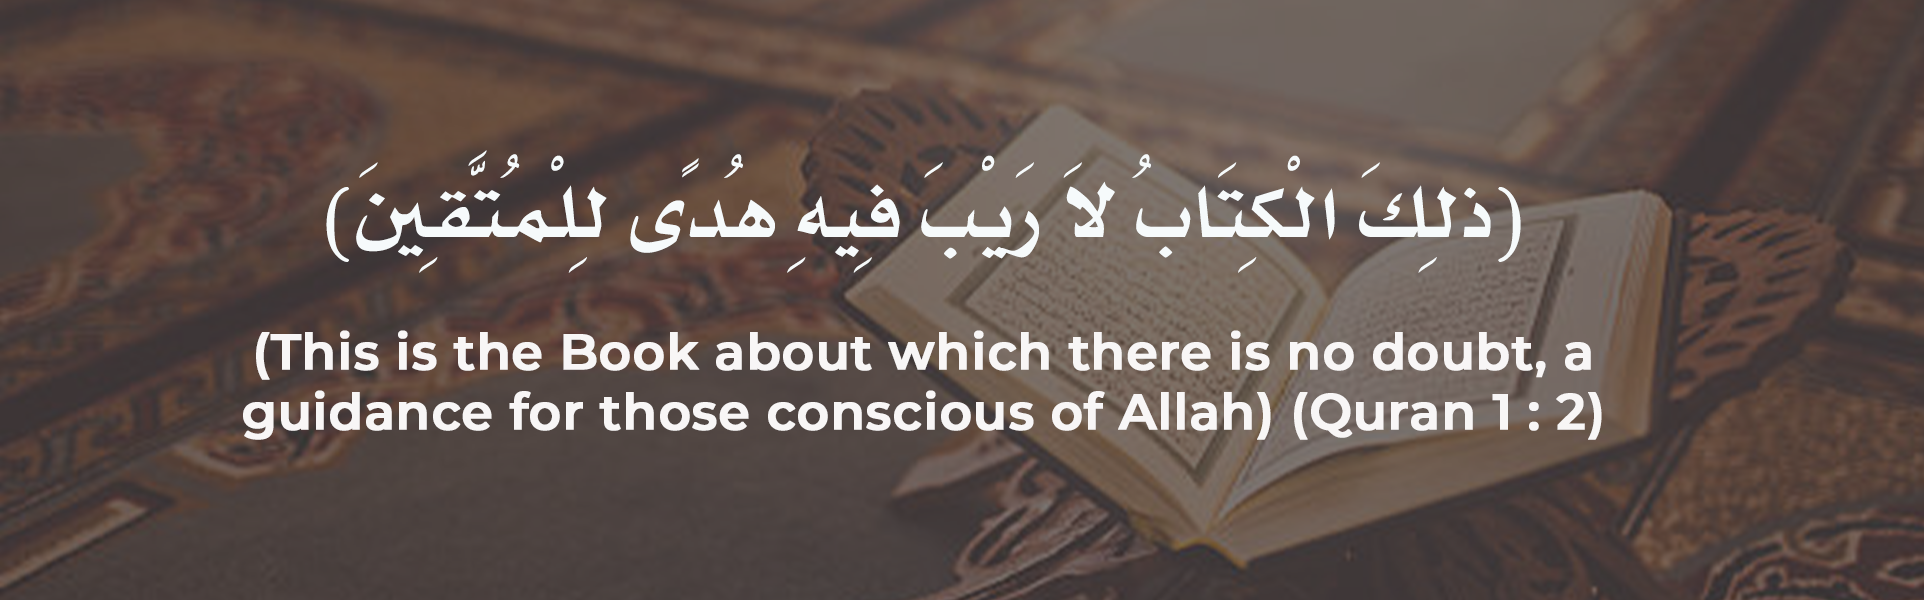 (ذلِكَ الْكِتَابُ لاَ رَيْبَ فِيهِ هُدًى لِلْمُتَّقِينَ)
(This is the Book about which there is no doubt, a
guidance for those conscious of Allah) (Quran 1 : 2)